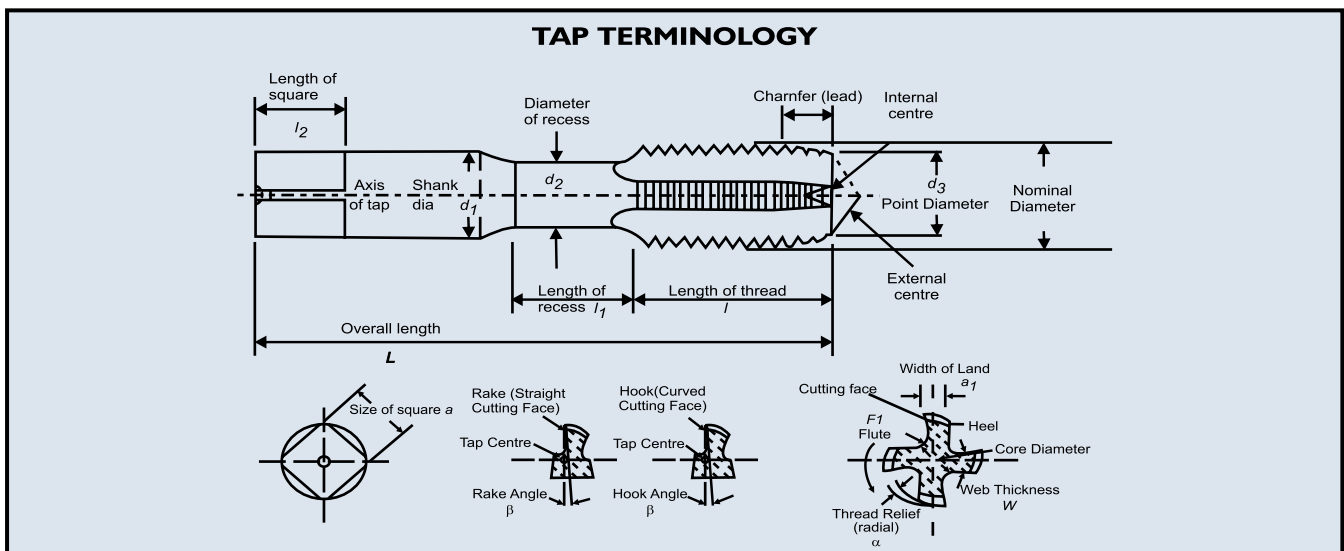 TAP TERMINOLOGY
Length of
square
l2
Diameter
of recess
Charnfer (lead)
Internal
centre
Axis
of tap
Shank
dia
d1
d2
d3
Point Diameter
Nominal
Diameter
External
centre
Length of
recess l1
Length of thread
l
Overall length
L
Size of square a
Rake (Straight
Cutting Face)
Tap Centre
Rake Angle
β
Hook(Curved
Cutting Face)
Tap Centre
Hook Angle
β
Width of Land
a1
Cutting face
F1
Flute
Heel
Core Diameter
Web Thickness
W
Thread Relief
(radial)
α